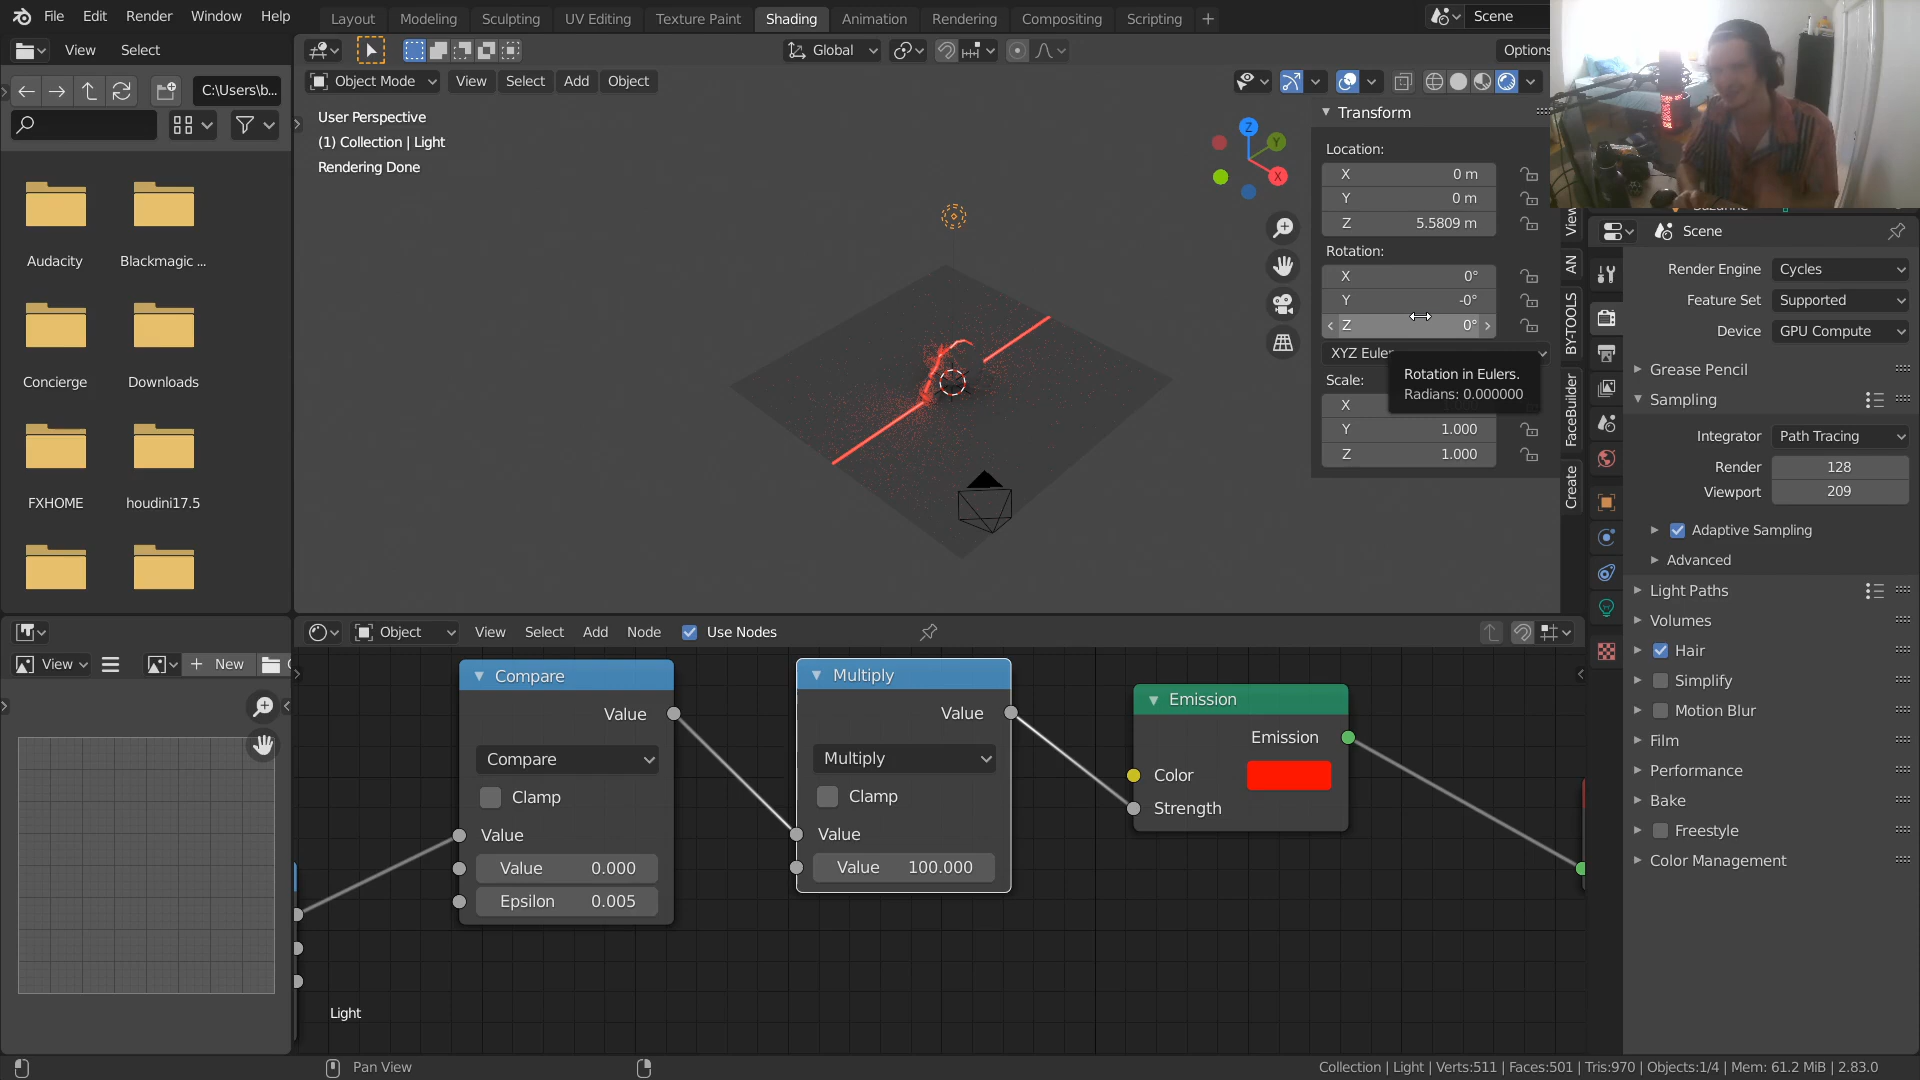 File Edit Render Window Help Layout Modeling Sculpting UV Editing Texture Paint Shading Animation Rendering Compositing Scripting + Scene
View Select Global Options
C:\Users\b... Object Mode View Select Add Object
User Perspective
(1) Collection | Light
Rendering Done
Z
Y
X
Audacity Blackmagic ...
Concierge Downloads
FXHOME houdini17.5
Transform
Location:
X 0 m
Y 0 m
Z 5.5809 m
Rotation:
X 0°
Y -0°
Z 0°
XYZ Euler
Rotation in Eulers.
Radians: 0.000000
Scale:
X
Y 1.000
Z 1.000
View
AN
BY-TOOLS
FaceBuilder
Create
Scene
Render Engine Cycles
Feature Set Supported
Device GPU Compute
Grease Pencil
Sampling
Integrator Path Tracing
Render 128
Viewport 209
Adaptive Sampling
Advanced
Light Paths
Volumes
Hair
Simplify
Motion Blur
Film
Performance
Bake
Freestyle
Color Management
Object View Select Add Node Use Nodes
View New
Compare
Value
Compare
Clamp
Value
Value 0.000
Epsilon 0.005
Multiply
Value
Multiply
Clamp
Value
Value 100.000
Emission
Emission
Color
Strength
Light
Pan View
Collection | Light | Verts:511 | Faces:501 | Tris:970 | Objects:1/4 | Mem: 61.2 MiB | 2.83.0